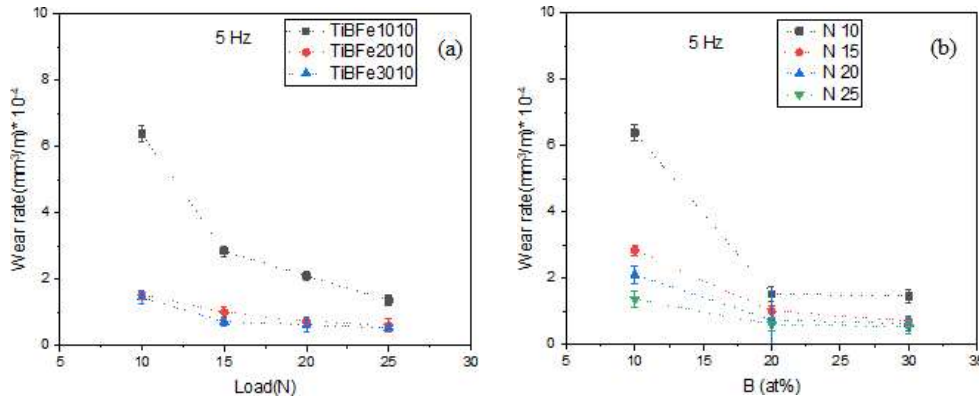 10
8
6
4
2
0
Wear rate(mm³/m)* 10⁻⁴
5 Hz
TiBFe1010
TiBFe2010
TiBFe3010
(a)
5 10 15 20 25 30
Load(N)
10
8
6
4
2
0
Wear rate(mm³/m)* 10⁻⁴
5 Hz
N 10
N 15
N 20
N 25
(b)
5 10 15 20 25 30 35
B (at%)